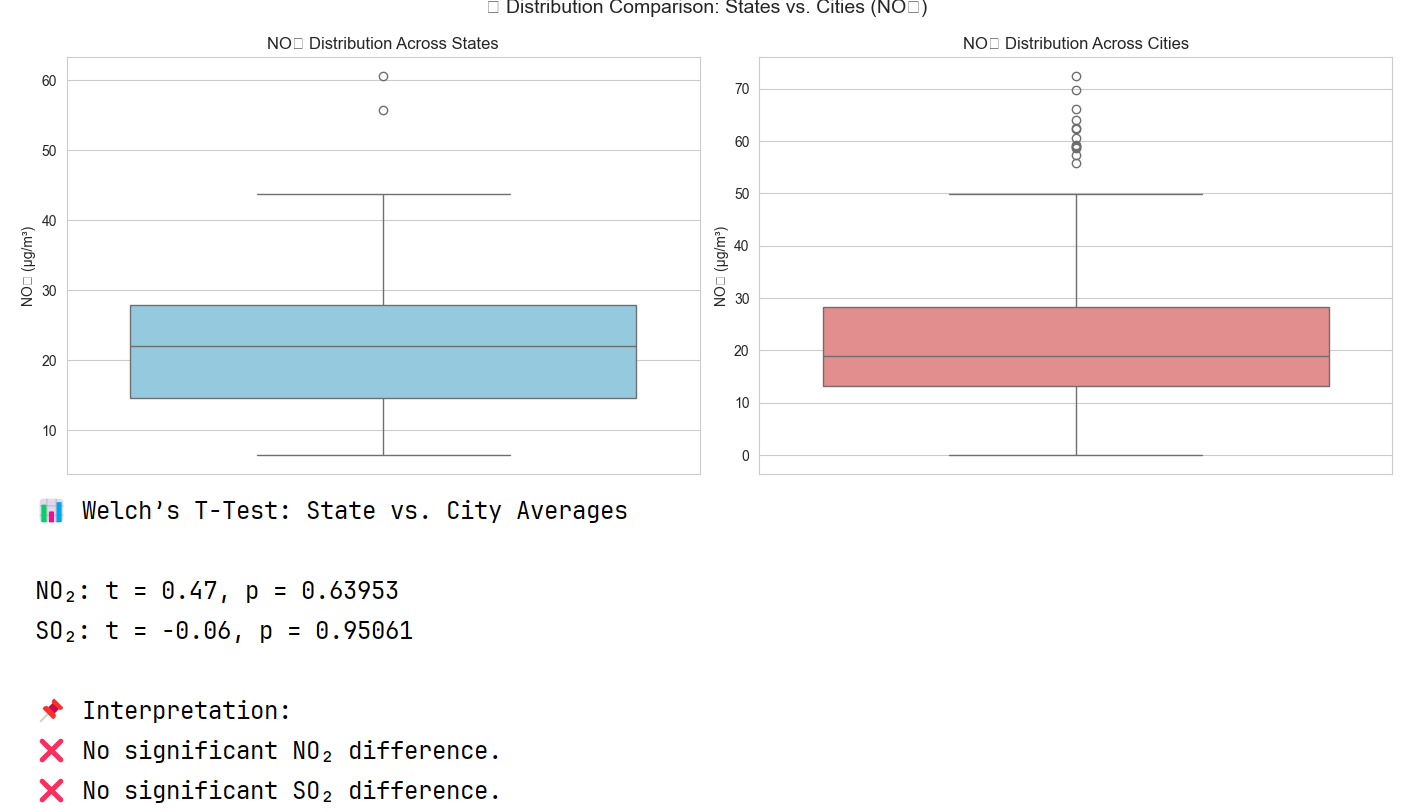 ▯ Distribution Comparison: States vs. Cities (NO▯)
NO▯ Distribution Across States
60
50
40
30
20
10
NO▯ (µg/m³)
NO▯ Distribution Across Cities
70
60
50
40
30
20
10
0
NO▯ (µg/m³)
📊 Welch’s T-Test: State vs. City Averages
NO₂: t = 0.47, p = 0.63953
SO₂: t = -0.06, p = 0.95061
📌 Interpretation:
❌ No significant NO₂ difference.
❌ No significant SO₂ difference.